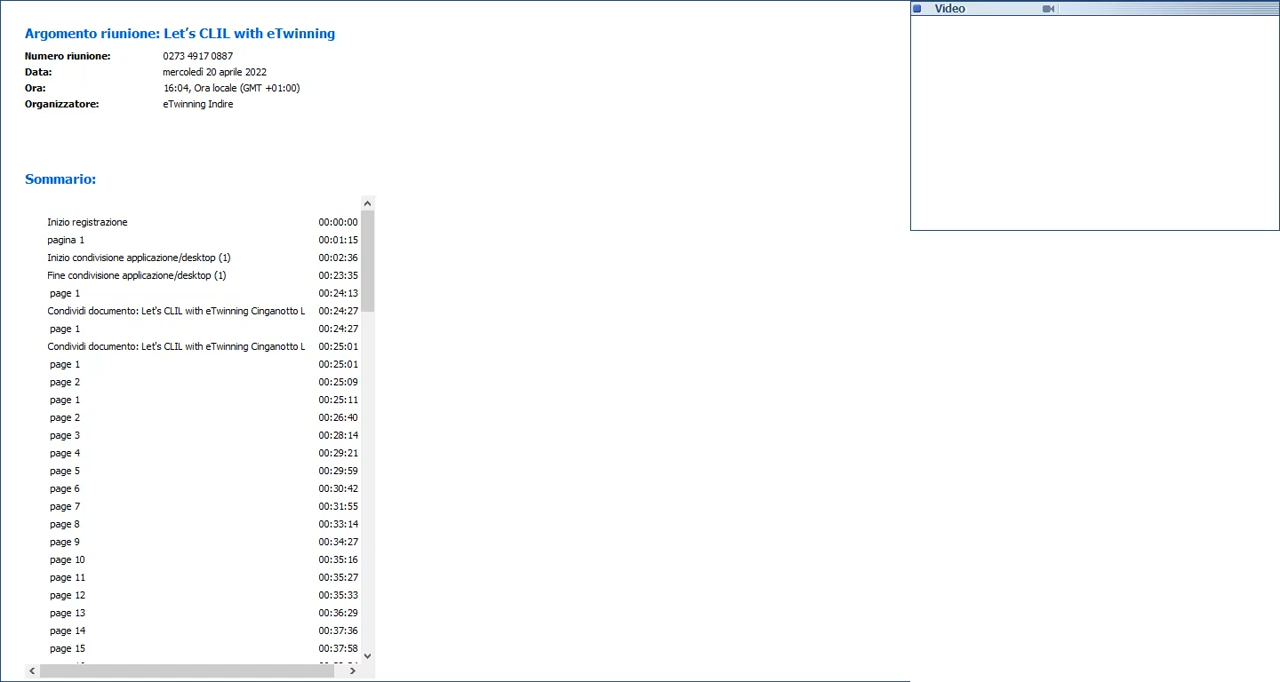 Argomento riunione: Let's CLIL with eTwinning
Numero riunione: 0273 4917 0887
Data: mercoledì 20 aprile 2022
Ora: 16:04, Ora locale (GMT +01:00)
Organizzatore: eTwinning Indire
Sommario:
Inizio registrazione 00:00:00
pagina 1 00:01:15
Inizio condivisione applicazione/desktop (1) 00:02:36
Fine condivisione applicazione/desktop (1) 00:23:35
page 1 00:24:13
Condividi documento: Let's CLIL with eTwinning Cinganotto L 00:24:27
page 1 00:24:27
Condividi documento: Let's CLIL with eTwinning Cinganotto L 00:25:01
page 1 00:25:01
page 2 00:25:09
page 1 00:25:11
page 2 00:26:40
page 3 00:28:14
page 4 00:29:21
page 5 00:29:59
page 6 00:30:42
page 7 00:31:55
page 8 00:33:14
page 9 00:34:27
page 10 00:35:16
page 11 00:35:27
page 12 00:35:33
page 13 00:36:29
page 14 00:37:36
page 15 00:37:58
Video